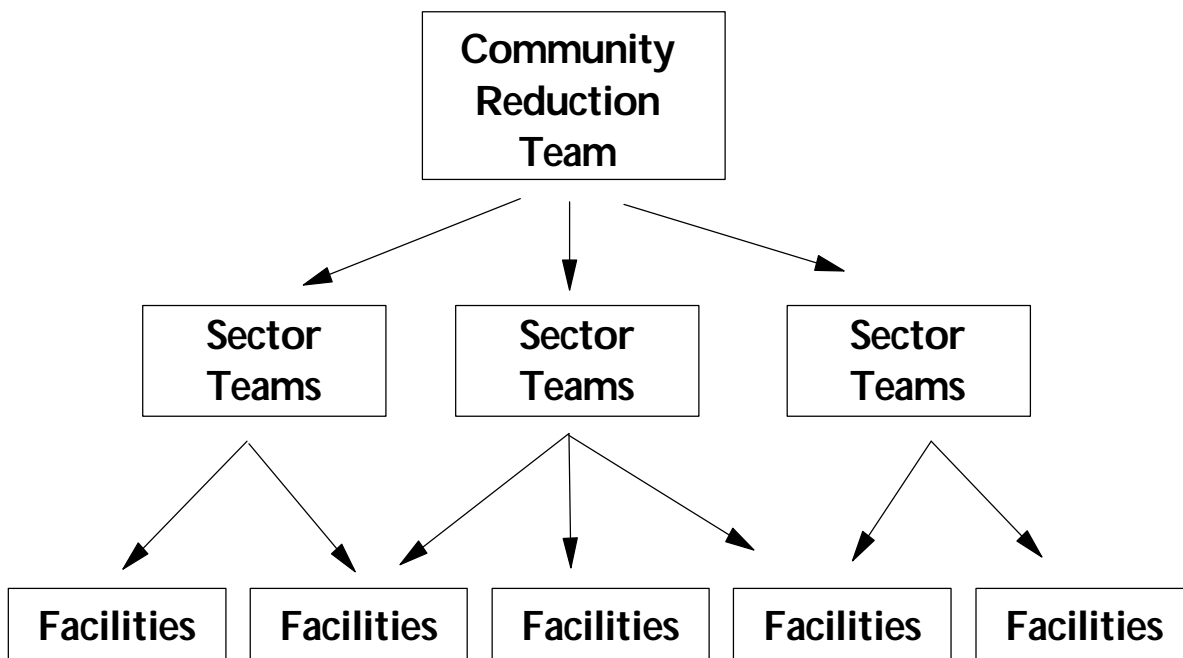 Community
Reduction
Team
Sector
Teams
Sector
Teams
Sector
Teams
Facilities
Facilities
Facilities
Facilities
Facilities